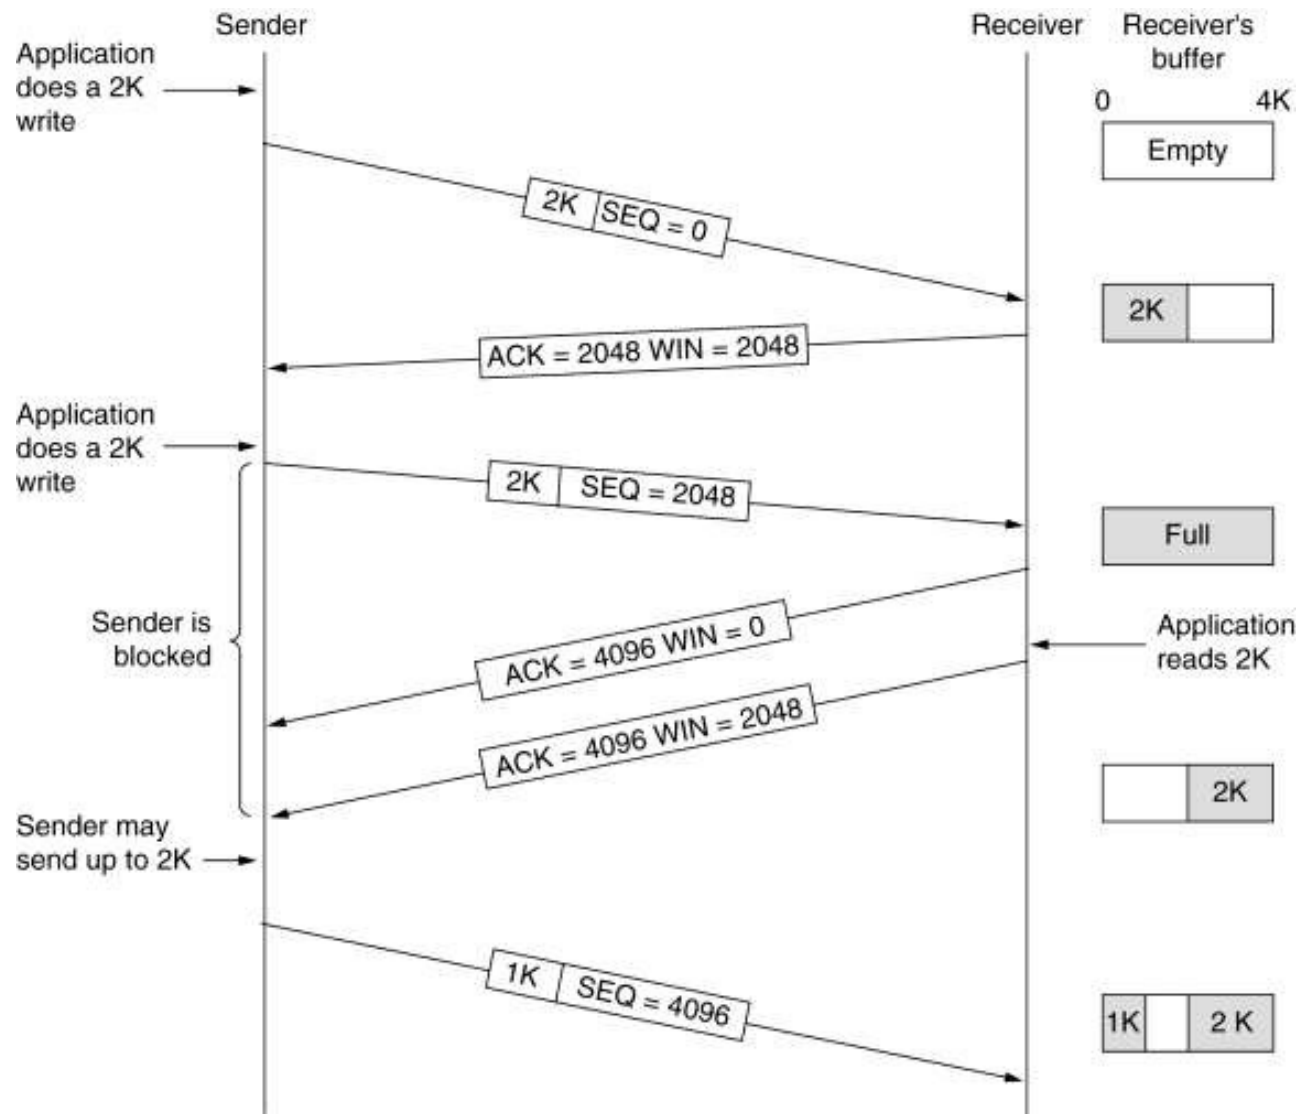 Sender
Receiver
Receiver's
buffer
Application
does a 2K
write
0
4K
Empty
2K
SEQ = 0
2K
ACK = 2048 WIN = 2048
Application
does a 2K
write
2K
SEQ = 2048
Full
Sender is
blocked
ACK = 4096 WIN = 0
Application
reads 2K
ACK = 4096 WIN = 2048
2K
Sender may
send up to 2K
1K
SEQ = 4096
1K
2 K